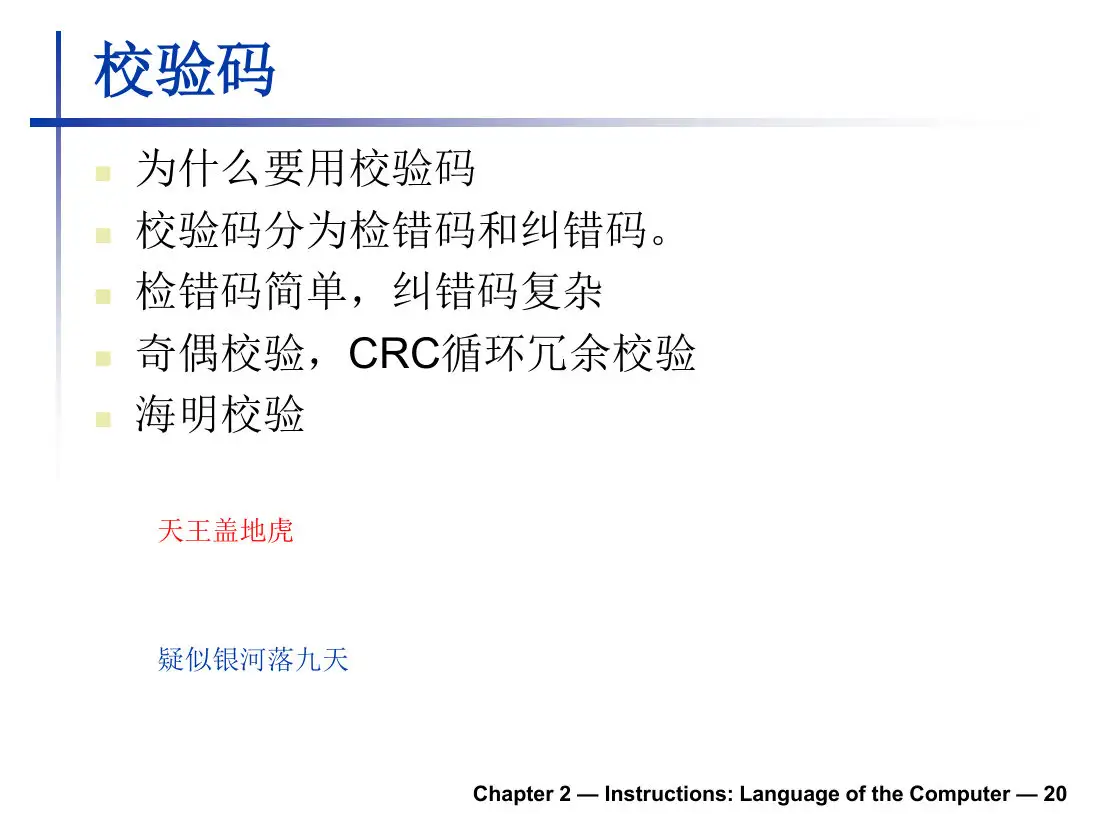 校验码
为什么要用校验码
校验码分为检错码和纠错码。
检错码简单，纠错码复杂
奇偶校验，CRC循环冗余校验
海明校验
天王盖地虎
疑似银河落九天
Chapter 2 — Instructions: Language of the Computer — 20